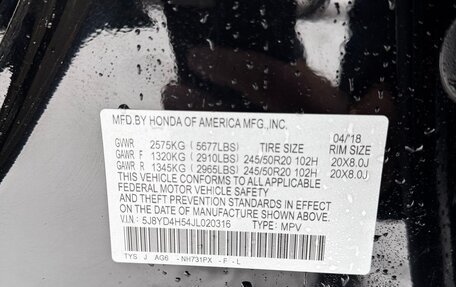 MFD. BY HONDA OF AMERICA MFG., INC. 04/'18
GVWR 2575KG ( 5677LBS) TIRE SIZE RIM SIZE
GAWR F 1320KG ( 2910LBS) 245/50R20 102H 20X8.0J
GAWR R 1345KG ( 2965LBS) 245/50R20 102H 20X8.0J
THIS VEHICLE CONFORMS TO ALL APPLICABLE
FEDERAL MOTOR VEHICLE SAFETY
AND THEFT PREVENTION STANDARDS IN EFFECT
ON THE DATE OF MANUFACTURE SHOWN ABOVE.
V.I.N: 5J8YD4H54JL020316 TYPE: MPV
TYS J AG6 - NH731PX - F - L